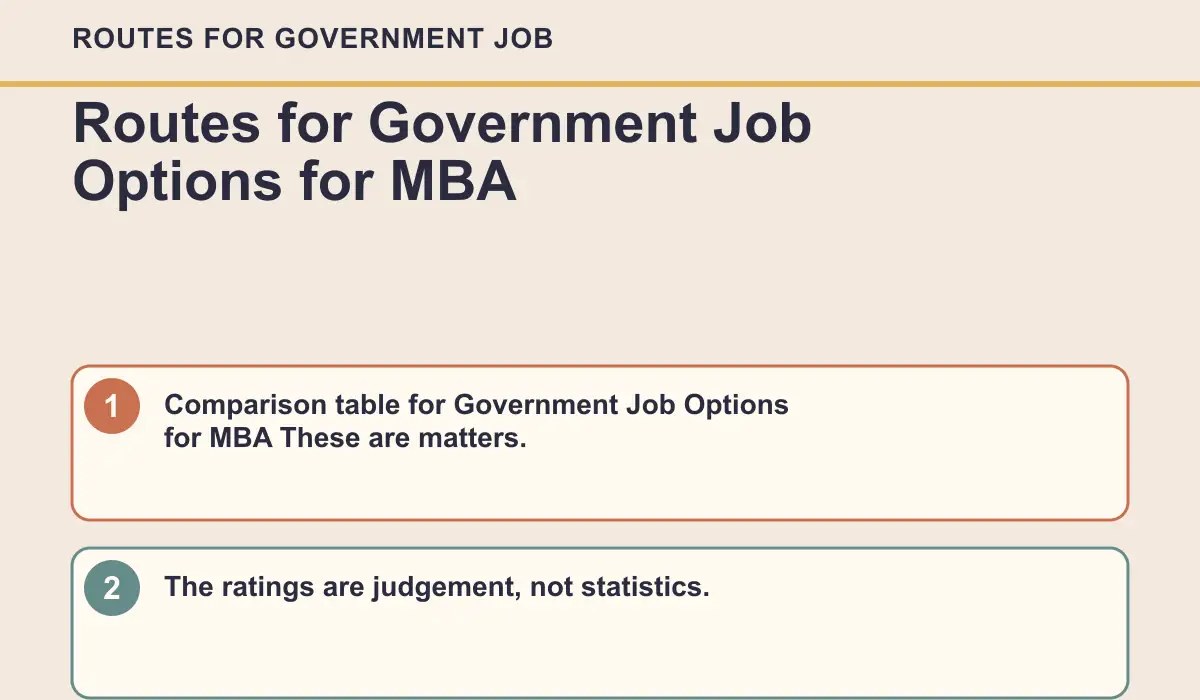 ROUTES FOR GOVERNMENT JOB
Routes for Government Job
Options for MBA
1
Comparison table for Government Job Options
for MBA These are matters.
2
The ratings are judgement, not statistics.